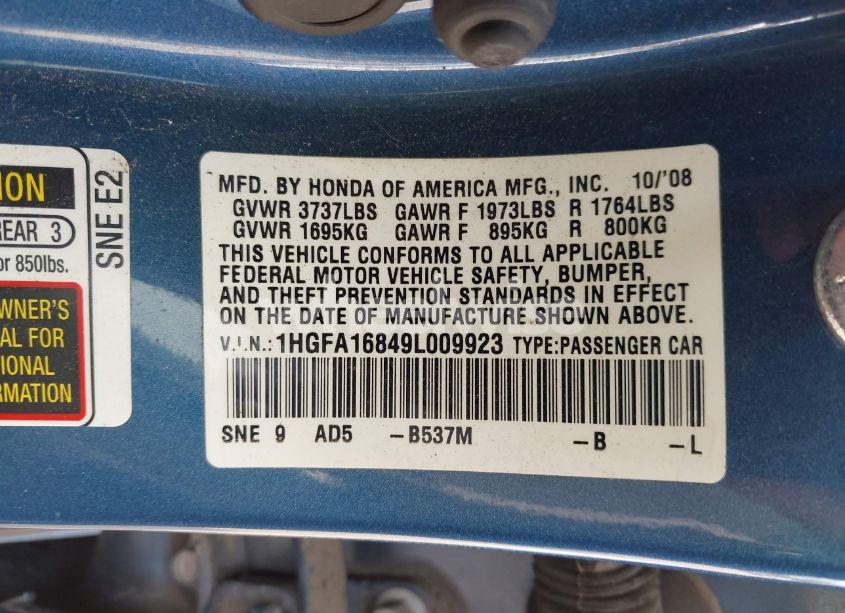 ION
REAR 3
or 850lbs.
WNER'S
AL FOR
IONAL
ORMATION
SNE E2
MFD. BY HONDA OF AMERICA MFG., INC. 10/'08
GVWR 3737LBS GAWR F 1973LBS R 1764LBS
GVWR 1695KG GAWR F 895KG R 800KG
THIS VEHICLE CONFORMS TO ALL APPLICABLE
FEDERAL MOTOR VEHICLE SAFETY, BUMPER,
AND THEFT PREVENTION STANDARDS IN EFFECT
ON THE DATE OF MANUFACTURE SHOWN ABOVE.
V.I.N.:1HGFA16849L009923 TYPE:PASSENGER CAR
SNE 9 AD5 -B537M -B -L